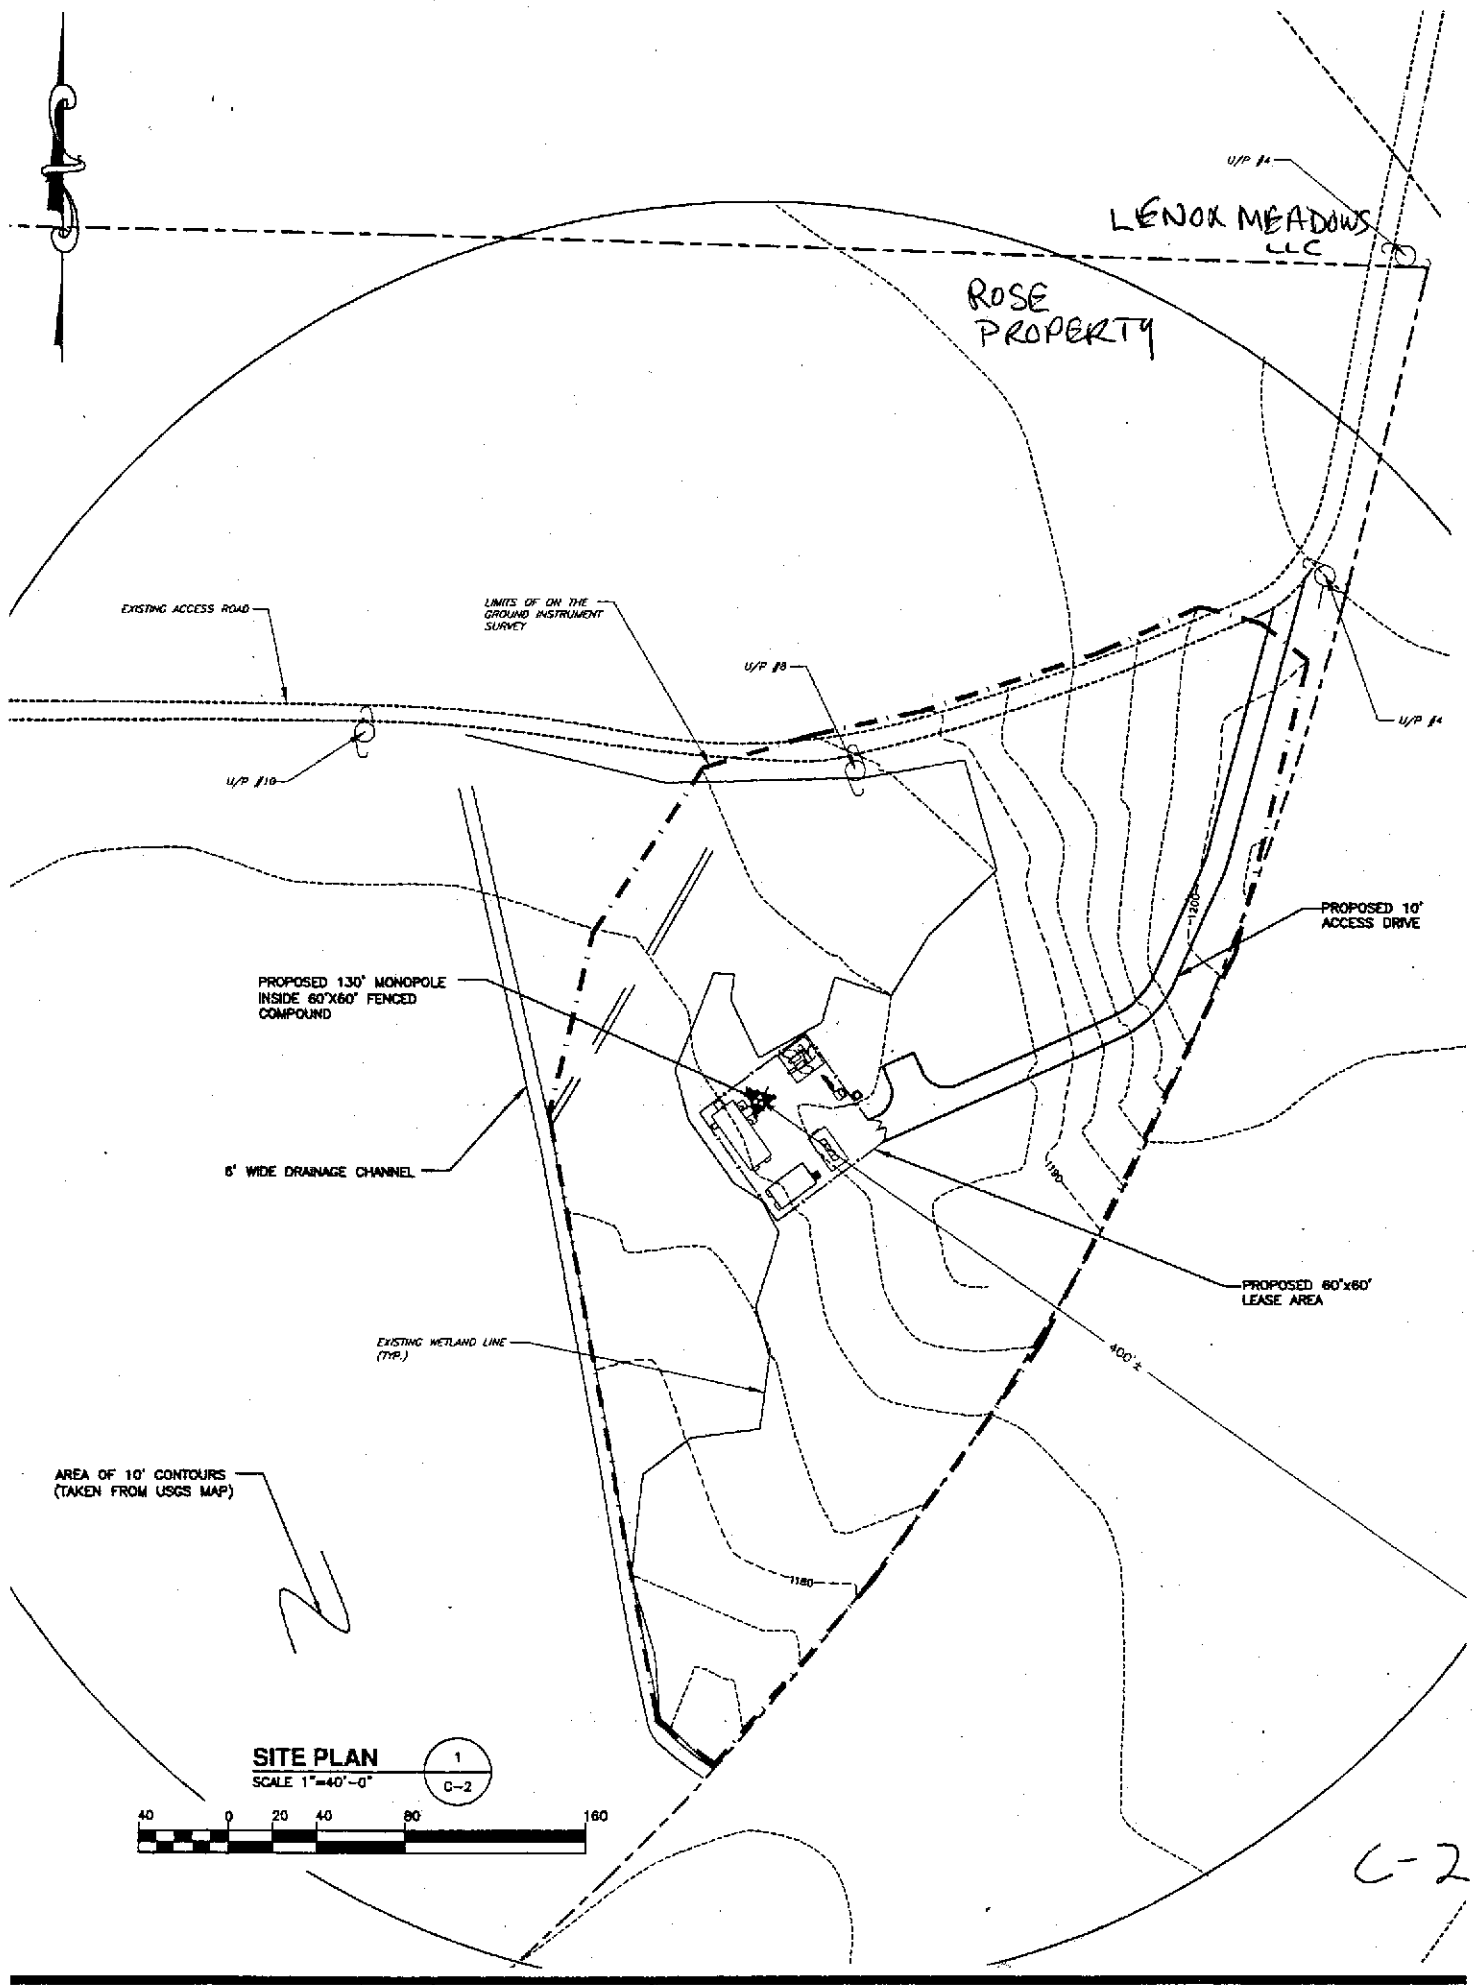 U/P #4
LENOX MEADOWS
LLC
ROSE
PROPERTY
EXISTING ACCESS ROAD
LIMITS OF ON THE
GROUND INSTRUMENT
SURVEY
U/P #8
U/P #4
U/P #10
1200
PROPOSED 10'
ACCESS DRIVE
PROPOSED 130' MONOPOLE
INSIDE 60'X60' FENCED
COMPOUND
6' WIDE DRAINAGE CHANNEL
1190
PROPOSED 60'x60'
LEASE AREA
EXISTING WETLAND LINE
(TYP.)
400'±
AREA OF 10' CONTOURS
(TAKEN FROM USGS MAP)
1180
SITE PLAN
SCALE 1"=40'-0"
1
C-2
40 0 20 40 80 160
C-2